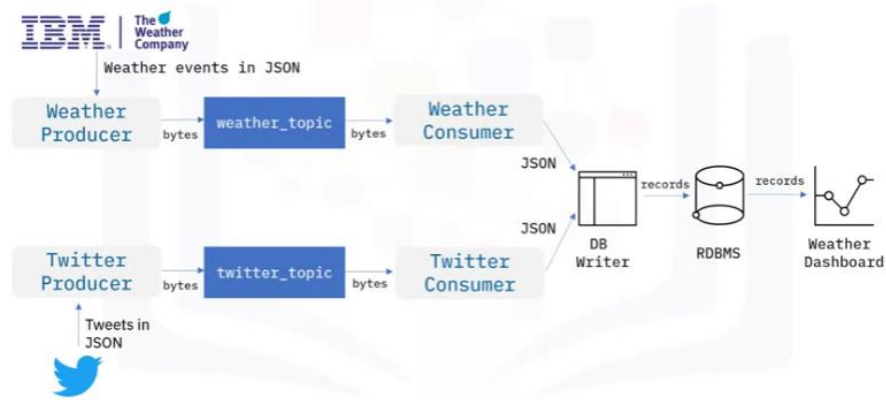 IBM®
The
Weather
Company
Weather events in JSON
Weather
Producer
bytes
weather_topic
bytes
Weather
Consumer
JSON
JSON
DB
Writer
records
RDBMS
records
Weather
Dashboard
Twitter
Producer
bytes
twitter_topic
bytes
Twitter
Consumer
Tweets in
JSON